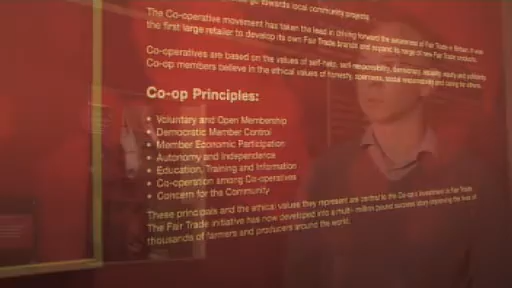 go towards local community projects
The Co-operative movement has taken the lead in driving forward the awareness of Fair Trade in Britain. It was
the first large retailer to develop its own Fair Trade brands and expand its range of new Fair Trade products.
Co-operatives are based on the values of self-help, self-responsibility, democracy, equality, equity and solidarity.
Co-op members believe in the ethical values of honesty, openness, social responsibility and caring for others.
Co-op Principles:
• Voluntary and Open Membership
• Democratic Member Control
• Member Economic Participation
• Autonomy and Independence
• Education, Training and Information
• Co-operation among Co-operatives
• Concern for the Community
These principals and the ethical values they represent are central to the Co-op's investment in Fair Trade.
The Fair Trade initiative has now developed into a multi-million pound success story improving the lives of
thousands of farmers and producers around the world.